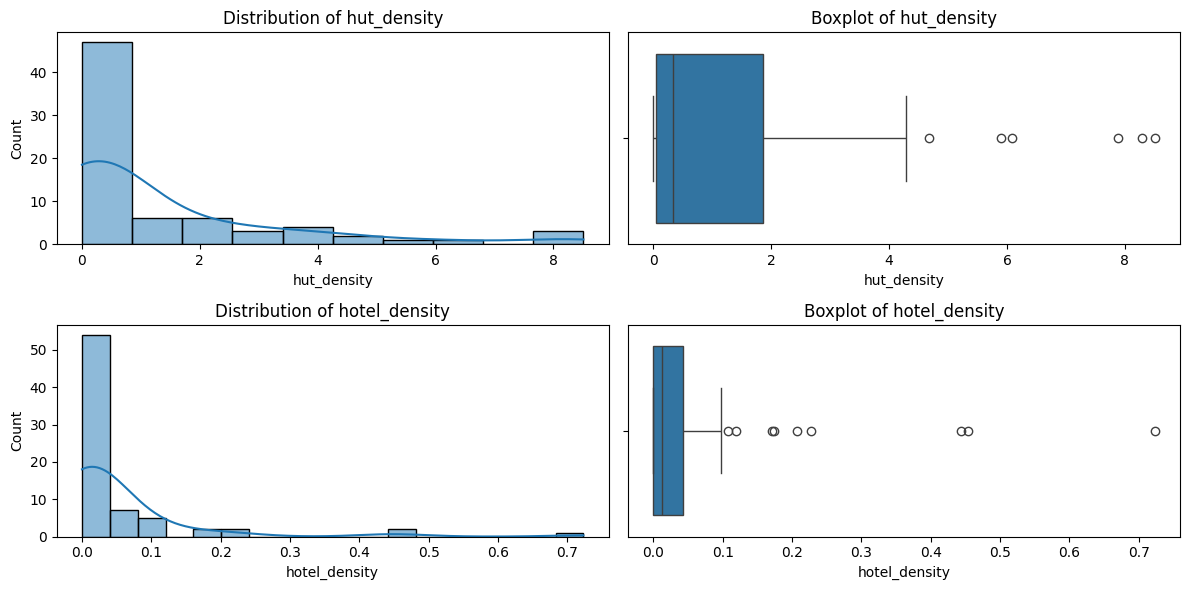 Distribution of hut_density
Boxplot of hut_density
Count
40
30
20
10
0
0 2 4 6 8
hut_density
0 2 4 6 8
hut_density
Distribution of hotel_density
Boxplot of hotel_density
Count
50
40
30
20
10
0
0.0 0.1 0.2 0.3 0.4 0.5 0.6 0.7
hotel_density
0.0 0.1 0.2 0.3 0.4 0.5 0.6 0.7
hotel_density